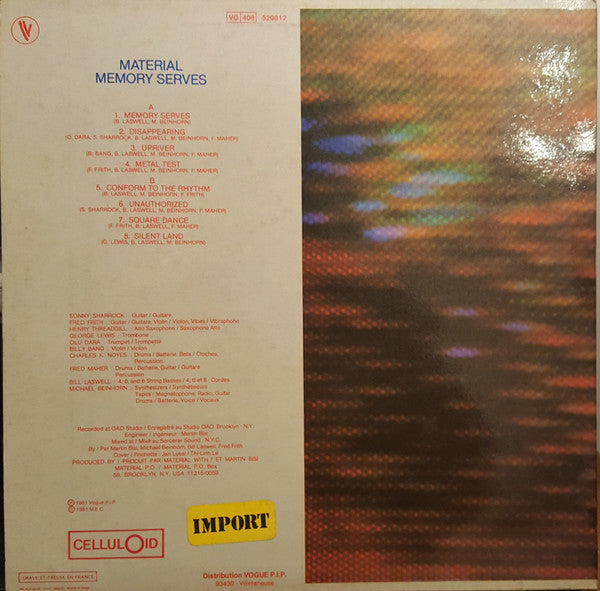 VG 408 529812
MATERIAL
MEMORY SERVES
A
1. MEMORY SERVES
(B. LASWELL, M. BEINHORN)
2. DISAPPEARING
(O. DARA, S. SHARROCK, B. LASWELL, M. BEINHORN, F. MAHER)
3. UPRIVER
(B. BANG, B. LASWELL, M. BEINHORN, F. MAHER)
4. METAL TEST
(F. FRITH, B. LASWELL, M. BEINHORN, F. MAHER)
B
5. CONFORM TO THE RHYTHM
(B. LASWELL, M. BEINHORN, F. FRITH)
6. UNAUTHORIZED
(S. SHARROCK, B. LASWELL, M. BEINHORN, F. MAHER)
7. SQUARE DANCE
(F. FRITH, B. LASWELL, F. MAHER)
8. SILENT LAND
(G. LEWIS, B. LASWELL, M. BEINHORN)
SONNY SHARROCK : Guitar / Guitare
FRED FRITH : Guitar / Guitare, Violin / Violon, Vibes / Vibraphone
HENRY THREADGILL : Alto Saxophone / Saxophone Alto
GEORGE LEWIS : Trombone
OLU DARA : Trumpet / Trompette
BILLY BANG : Violin / Violon
CHARLES K. NOYES : Drums / Batterie, Bells / Cloches,
Percussion
FRED MAHER : Drums / Batterie, Guitar / Guitare
Percussion
BILL LASWELL : 4, 6, and 8 String Basses / 4, 6 et 8 Cordes
MICHAEL BEINHORN : Synthesizers / Synthétiseurs
Tapes / Magnétophone, Radio, Guitar
Drums / Batterie, Voice / Vocaux
Recorded at OAO Studio / Enregistré au Studio OAO. Brooklyn - N.Y.
Engineer / Ingénieur : Martin Bisi
Mixed at / Mixé au Sorcerer Sound - N.Y.C
By / Par Martin Bisi, Michael Beinhorn, Bill Laswell, Fred Frith
Cover / Pochette : Jan Luss / Thi-Linh Le
PRODUCED BY / PRODUIT PAR MATERIAL WITH / ET MARTIN BISI
MATERIAL P.O. / MATERIAL P.O. Box
59, BROOKLYN, N.Y. USA 11215-0059
℗ 1981 Vogue P.I.P.
© 1981 M.E.C.
CELLULOID
IMPORT
GRAVE ET PRESSE EN FRANCE
Distribution VOGUE P.I.P.
93430 - Villetaneuse